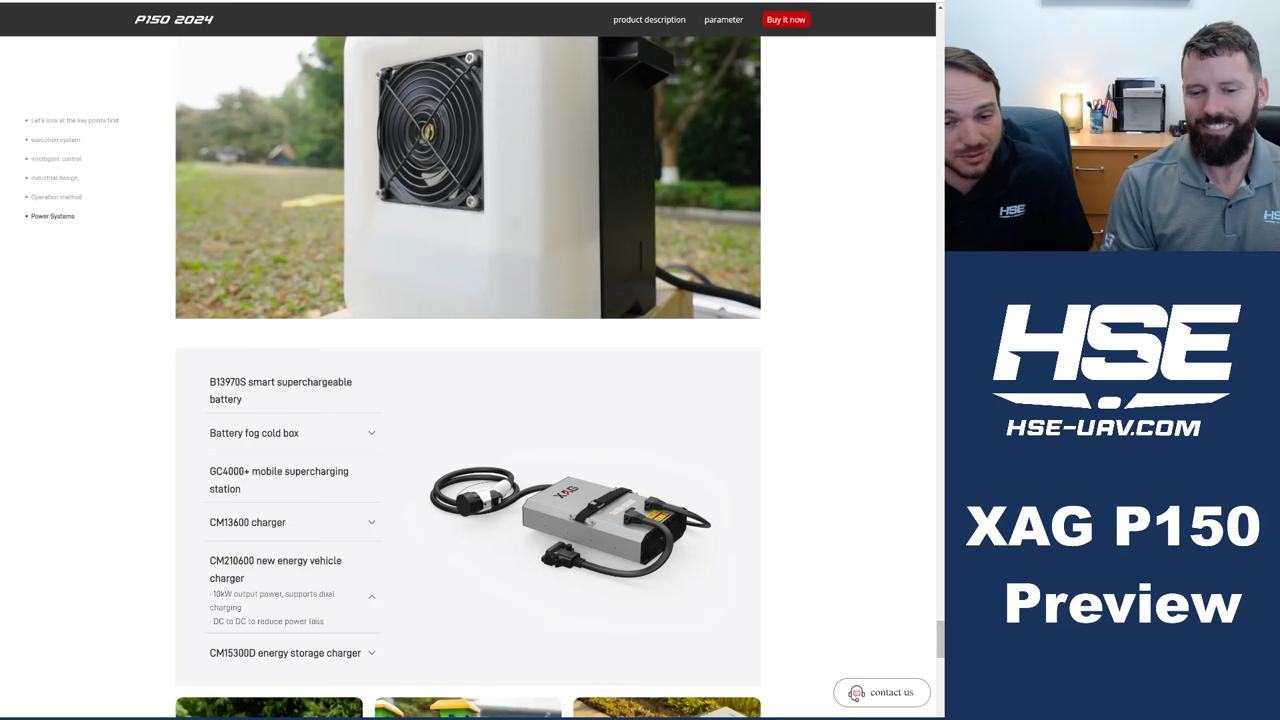 P150 2024
product description
parameter
Buy it now
• Let's look at the key points first
• execution system
• Intelligent control
• Industrial design
• Operation method
• Power Systems
B13970S smart superchargeable
battery
Battery fog cold box
GC4000+ mobile supercharging
station
CM13600 charger
CM210600 new energy vehicle
charger
· 10kW output power, supports dual
charging
· DC to DC to reduce power loss
CM15300D energy storage charger
XAG
contact us
HSE
HSE
HSE
HSE-UAV.COM
XAG P150
Preview